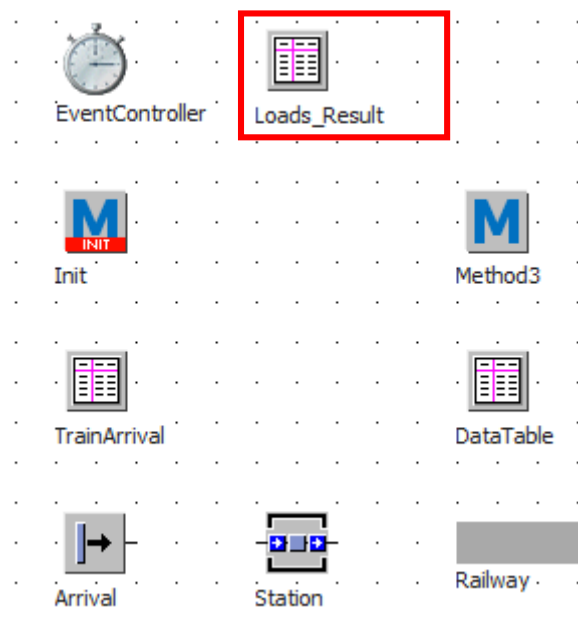 EventController
Loads_Result
M
INIT
Init
M
Method3
TrainArrival
DataTable
Arrival
Station
Railway